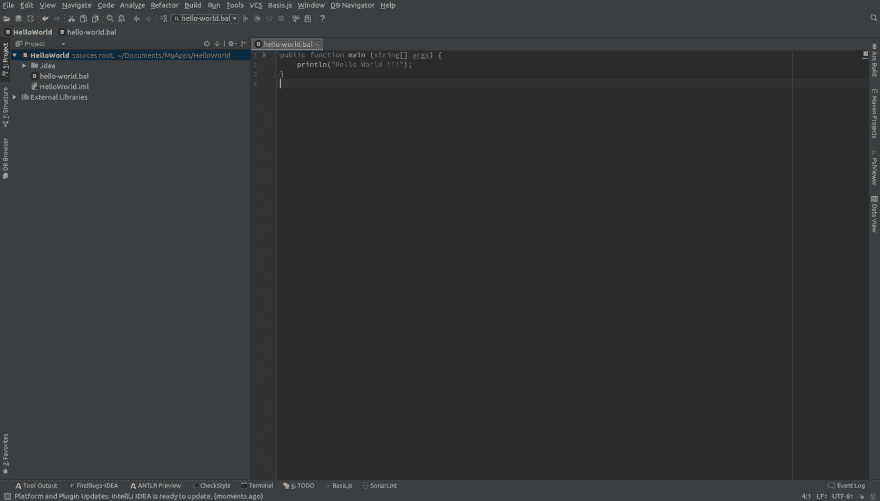 File Edit View Navigate Code Analyze Refactor Build Run Tools VCS Basis.js Window DB Navigator Help
hello-world.bal
HelloWorld hello-world.bal
Project
hello-world.bal
HelloWorld sources root, ~/Documents/MyApps/HelloWorld
.idea
hello-world.bal
HelloWorld.iml
External Libraries
1 public function main (string[] args) {
2 println("Hello World !!!");
3 }
4
1: Project
7: Structure
DB Browser
2: Favorites
Ant Build
Maven Projects
PsiViewer
Data View
Tool Output FindBugs-IDEA ANTLR Preview CheckStyle Terminal 6: TODO Basis.js SonarLint Event Log
Platform and Plugin Updates: IntelliJ IDEA is ready to update. (moments ago) 4:1 LF÷ UTF-8÷